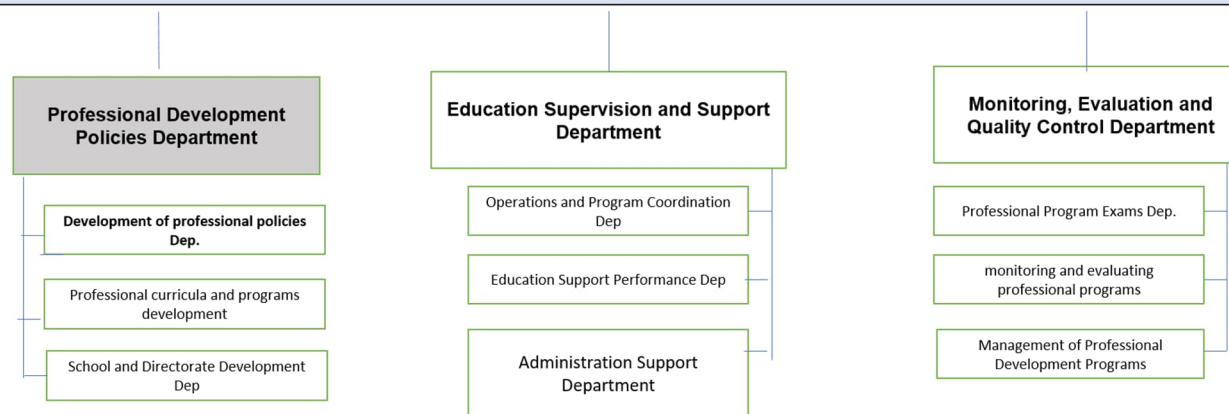 Professional Development
Policies Department
Development of professional policies
Dep.
Professional curricula and programs
development
School and Directorate Development
Dep
Education Supervision and Support
Department
Operations and Program Coordination
Dep
Education Support Performance Dep
Administration Support
Department
Monitoring, Evaluation and
Quality Control Department
Professional Program Exams Dep.
monitoring and evaluating
professional programs
Management of Professional
Development Programs